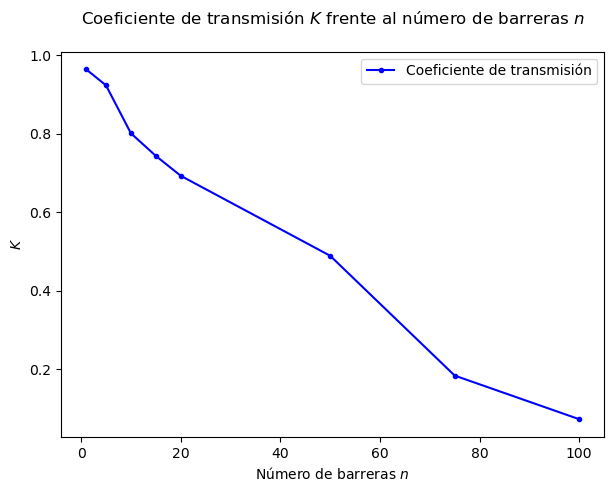 Coeficiente de transmisión K frente al número de barreras n
Coeficiente de transmisión
1.0
0.8
0.6
0.4
0.2
K
0 20 40 60 80 100
Número de barreras n